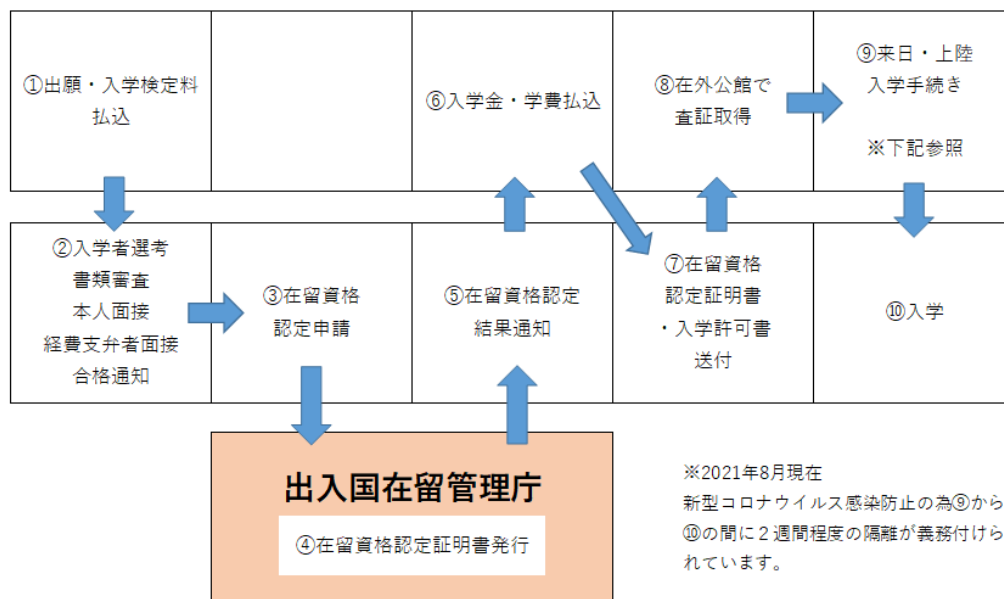 ①出願・入学検定料
払込
②入学者選考
書類審査
本人面接
経費支弁者面接
合格通知
③在留資格
認定申請
出入国在留管理庁
④在留資格認定証明書発行
⑤在留資格認定
結果通知
⑥入学金・学費払込
⑦在留資格
認定証明書
・入学許可書
送付
⑧在外公館で
査証取得
⑨来日・上陸
入学手続き
※下記参照
⑩入学
※2021年8月現在
新型コロナウイルス感染防止の為⑨から
⑩の間に２週間程度の隔離が義務付けら
れています。